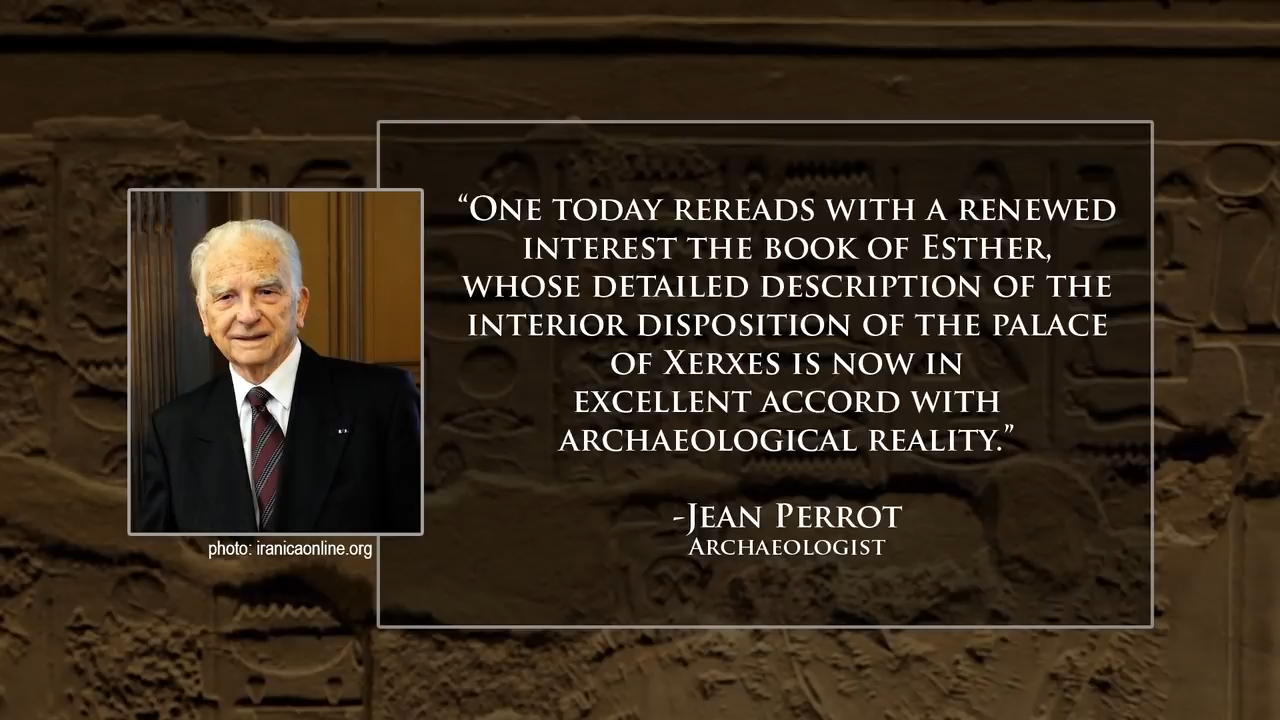 “One today rereads with a renewed
interest the book of Esther,
whose detailed description of the
interior disposition of the palace
of Xerxes is now in
excellent accord with
archaeological reality.”
-Jean Perrot
Archaeologist
photo: iranicaonline.org